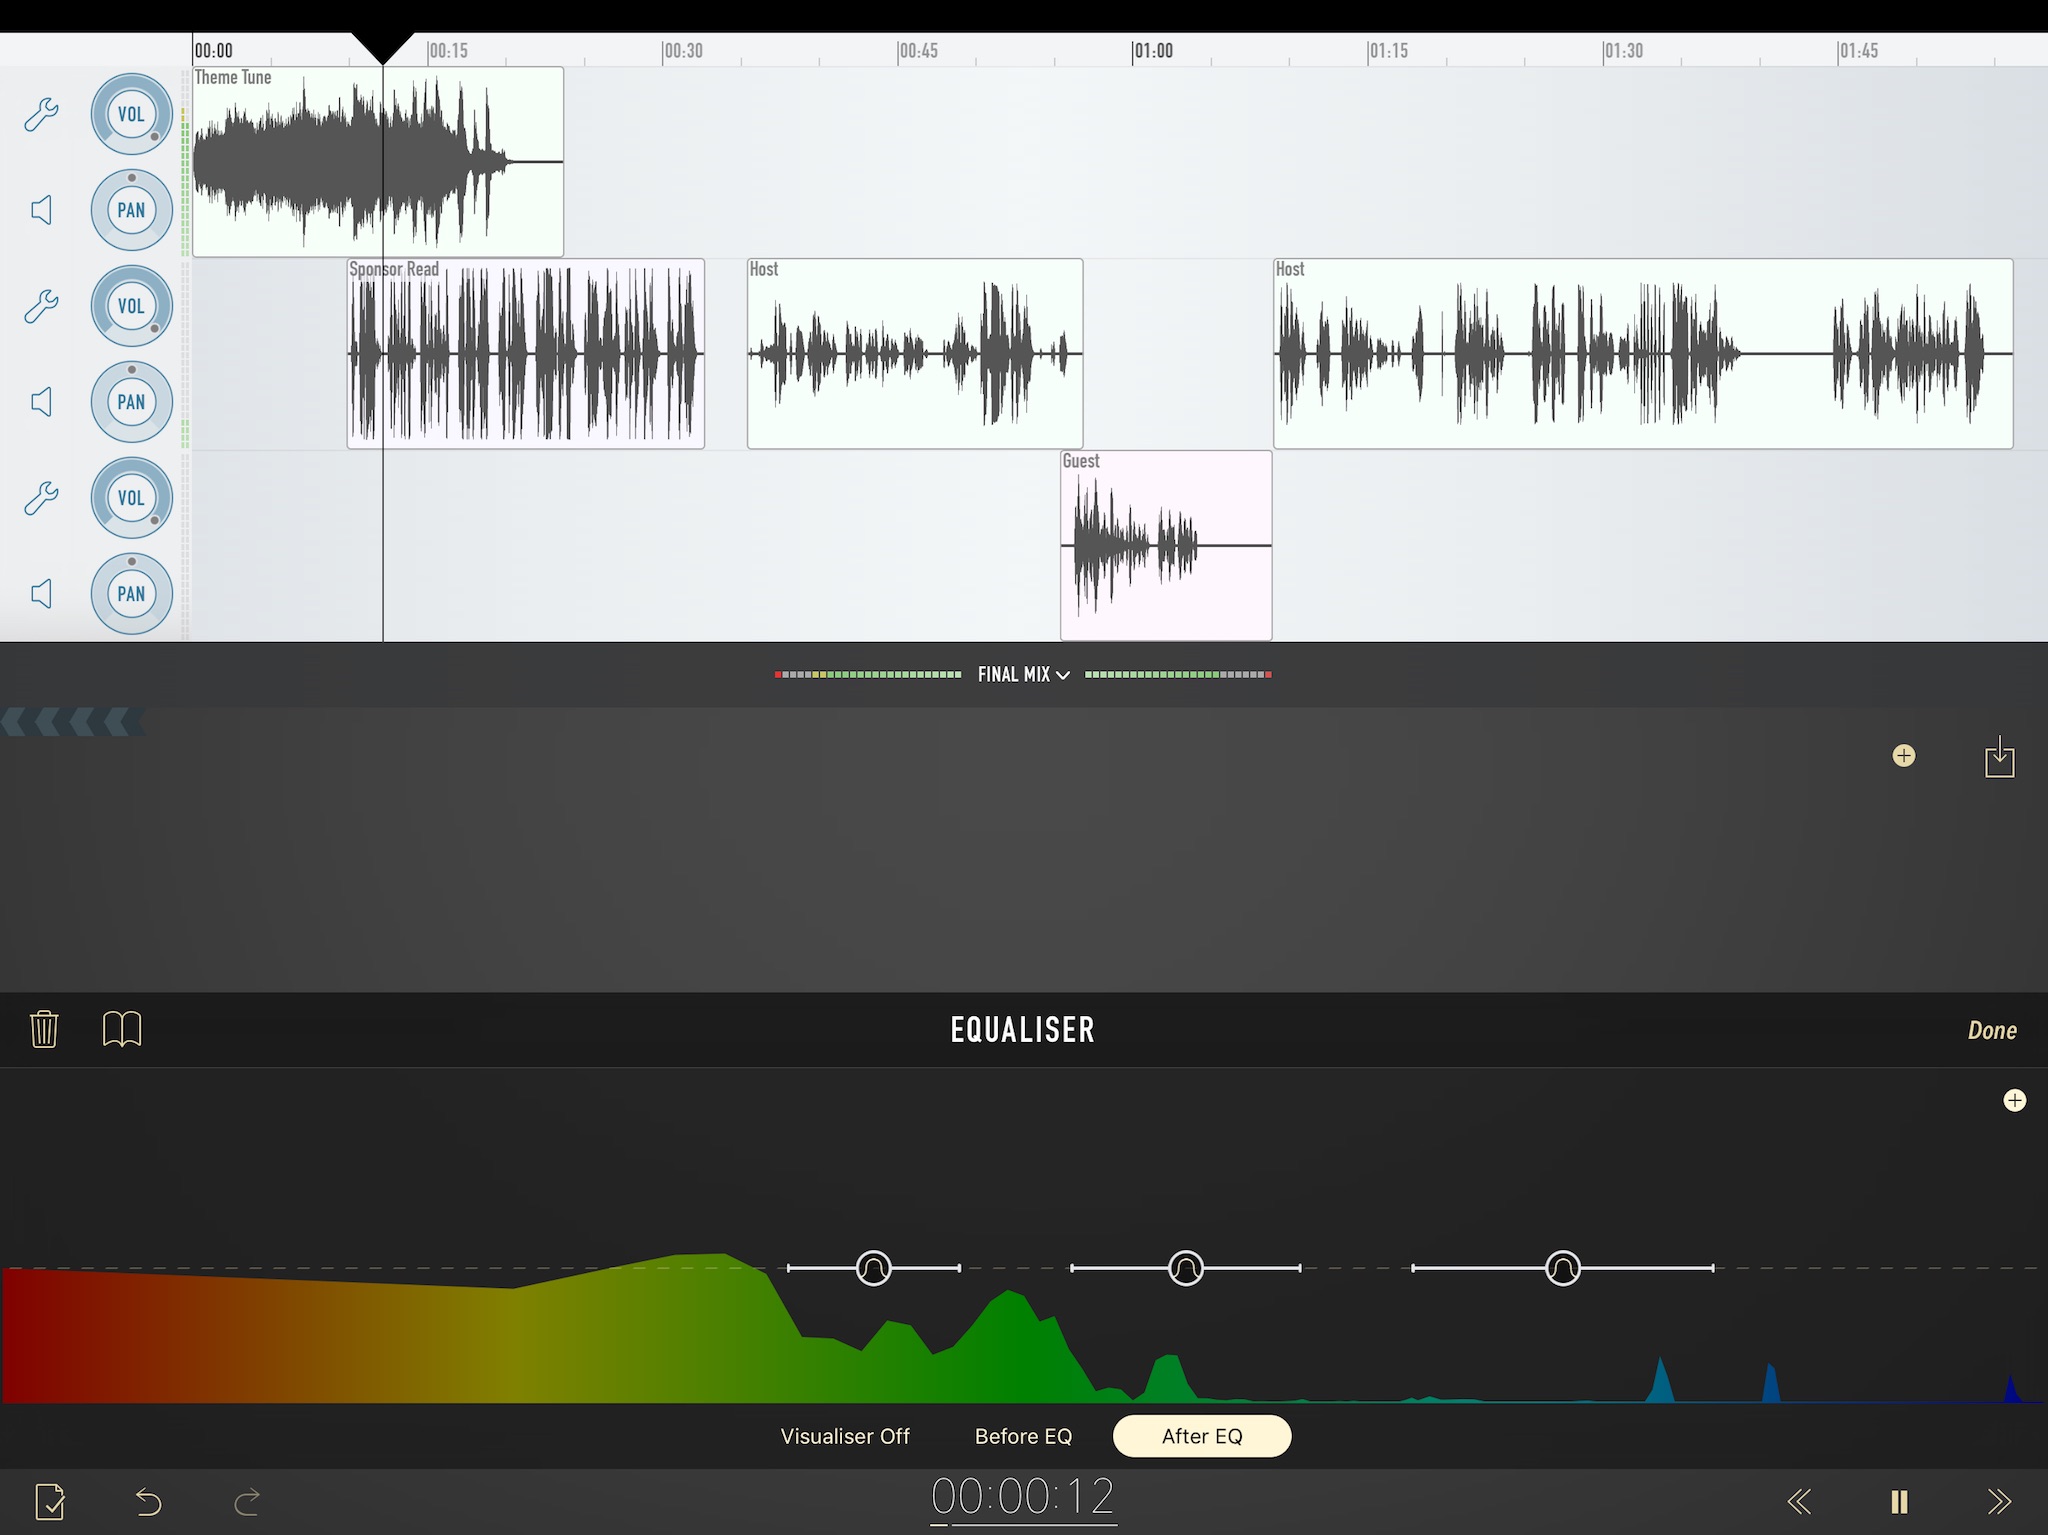 00:00 00:15 00:30 00:45 01:00 01:15 01:30 01:45
Theme Tune
VOL
PAN
Sponsor Read Host Host
VOL
PAN
Guest
VOL
PAN
FINAL MIX
EQUALISER
Done
Visualiser Off Before EQ After EQ
00:00:12